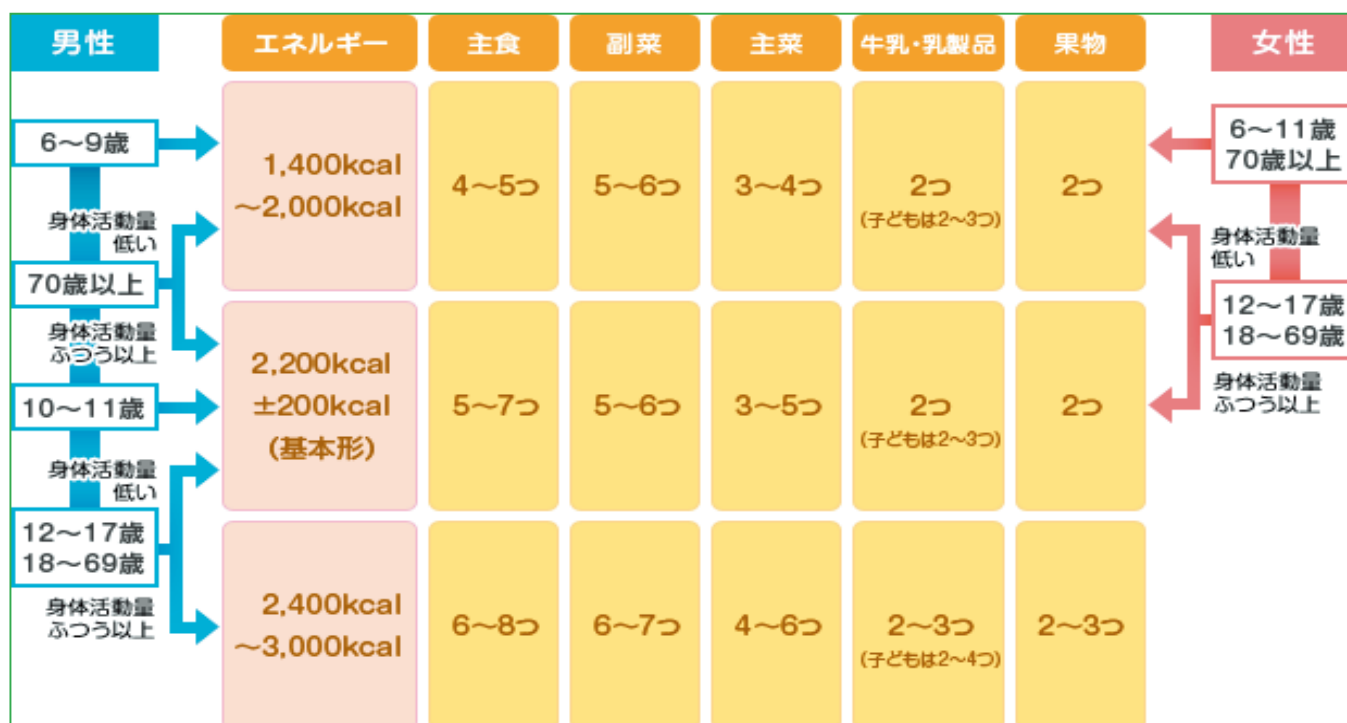 男性
エネルギー
主食
副菜
主菜
牛乳・乳製品
果物
女性
6〜9歳
身体活動量
低い
70歳以上
身体活動量
ふつう以上
10〜11歳
身体活動量
低い
12〜17歳
18〜69歳
身体活動量
ふつう以上
1,400kcal
〜2,000kcal
4〜5つ
5〜6つ
3〜4つ
2つ
(子どもは2〜3つ)
2つ
2,200kcal
±200kcal
(基本形)
5〜7つ
5〜6つ
3〜5つ
2つ
(子どもは2〜3つ)
2つ
2,400kcal
〜3,000kcal
6〜8つ
6〜7つ
4〜6つ
2〜3つ
(子どもは2〜4つ)
2〜3つ
6〜11歳
70歳以上
身体活動量
低い
12〜17歳
18〜69歳
身体活動量
ふつう以上